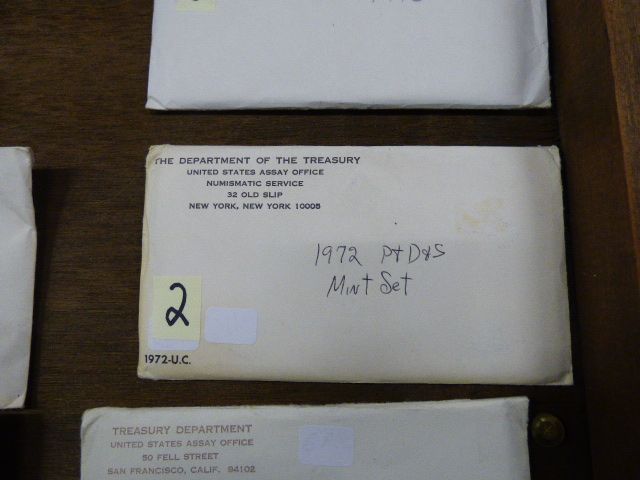 THE DEPARTMENT OF THE TREASURY
UNITED STATES ASSAY OFFICE
NUMISMATIC SERVICE
32 OLD SLIP
NEW YORK, NEW YORK 10005
1972 P+D+S
Mint Set
2
1972-U.C.
TREASURY DEPARTMENT
UNITED STATES ASSAY OFFICE
50 FELL STREET
SAN FRANCISCO, CALIF. 94102